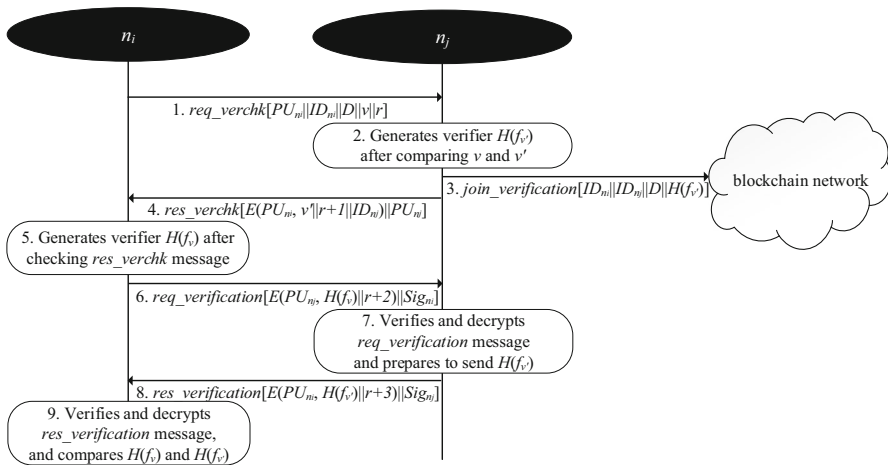 n_i
n_j
1. req_verchk[PU_ni||ID_ni||D||v||r]
2. Generates verifier H(f_v')
after comparing v and v'
3. join_verification[ID_ni||ID_nj||D||H(f_v')]
blockchain network
4. res_verchk[E(PU_ni, v'||r+1||ID_nj)||PU_nj]
5. Generates verifier H(f_v) after
checking res_verchk message
6. req_verification[E(PU_nj, H(f_v)||r+2)||Sig_ni]
7. Verifies and decrypts
req_verification message
and prepares to send H(f_v')
8. res_verification[E(PU_ni, H(f_v')||r+3)||Sig_nj]
9. Verifies and decrypts
res_verification message,
and compares H(f_v) and H(f_v')